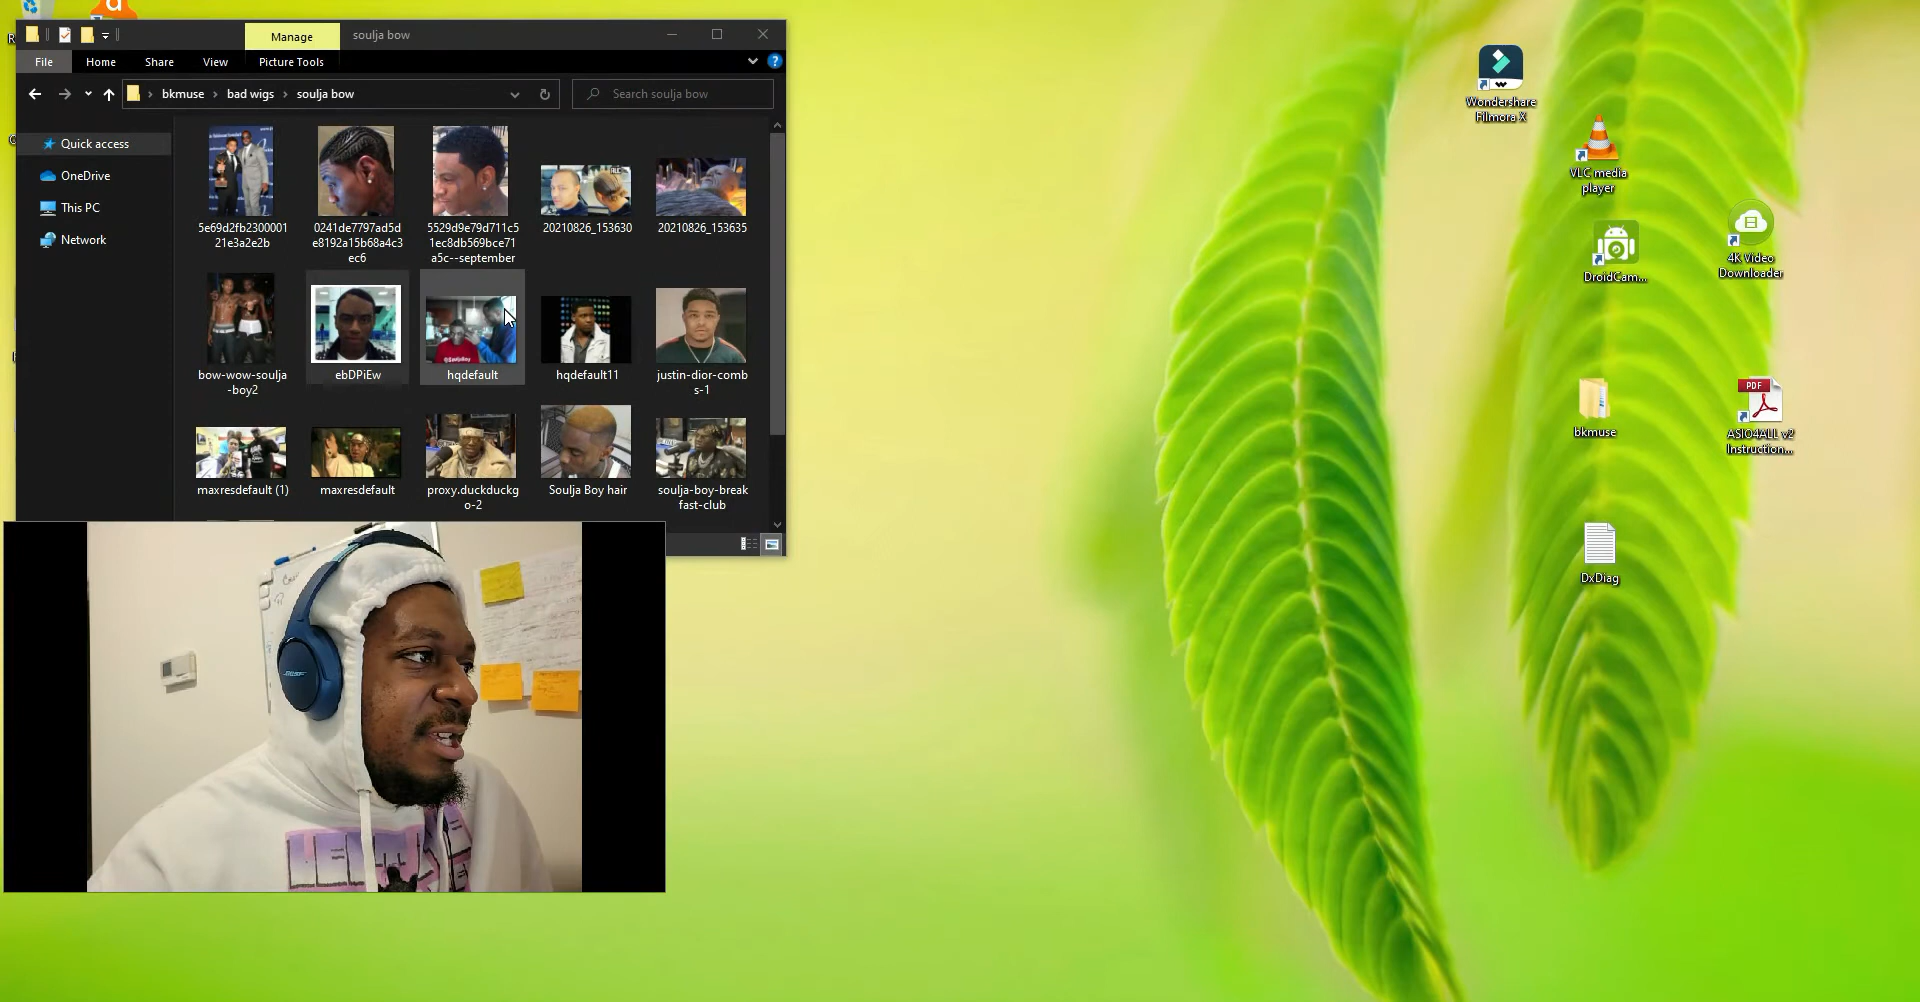 Manage
soulja bow
File
Home
Share
View
Picture Tools
bkmuse
bad wigs
soulja bow
Search soulja bow
Quick access
OneDrive
This PC
Network
5e69d2fb2300001
21e3a2e2b
0241de7797ad5d
e8192a15b68a4c3
ec6
5529d9e79d711c5
1ec8db569bce71
a5c--september
20210826_153630
20210826_153635
bow-wow-soulja
-boy2
ebDPiEw
hqdefault
hqdefault11
justin-dior-comb
s-1
maxresdefault (1)
maxresdefault
proxy.duckduckg
o-2
Soulja Boy hair
soulja-boy-break
fast-club
Wondershare
Filmora X
VLC media
player
DroidCam...
4K Video
Downloader
bkmuse
PDF
ASIO4ALL v2
Instruction...
DxDiag
BOSE